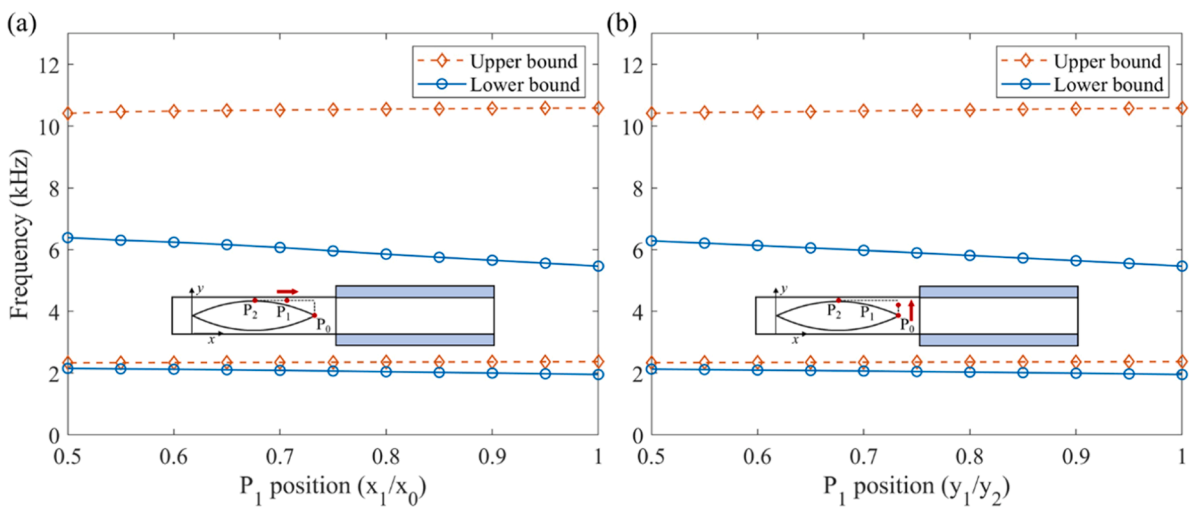 (a)
Upper bound
Lower bound
Frequency (kHz)
12
10
8
6
4
2
0
y
P2
P1
P0
x
0.5 0.6 0.7 0.8 0.9 1
P1 position (x1/x0)
(b)
Upper bound
Lower bound
12
10
8
6
4
2
0
y
P2
P1
P0
x
0.5 0.6 0.7 0.8 0.9 1
P1 position (y1/y2)